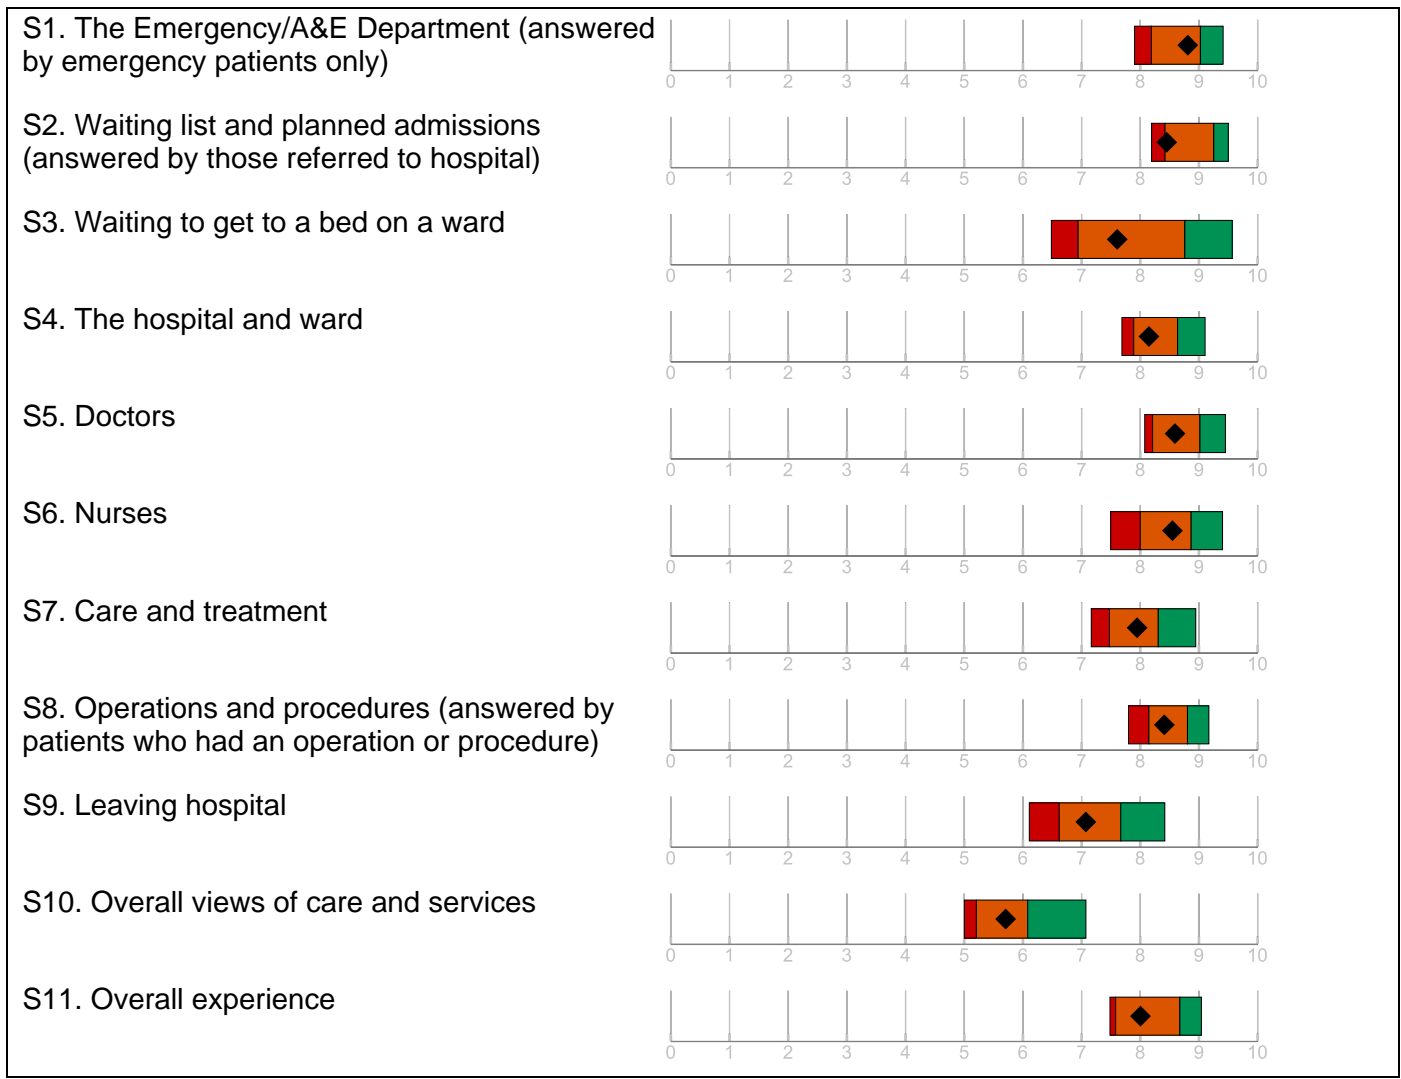 S1. The Emergency/A&E Department (answered
by emergency patients only)
0 1 2 3 4 5 6 7 8 9 10
S2. Waiting list and planned admissions
(answered by those referred to hospital)
0 1 2 3 4 5 6 7 8 9 10
S3. Waiting to get to a bed on a ward
0 1 2 3 4 5 6 7 8 9 10
S4. The hospital and ward
0 1 2 3 4 5 6 7 8 9 10
S5. Doctors
0 1 2 3 4 5 6 7 8 9 10
S6. Nurses
0 1 2 3 4 5 6 7 8 9 10
S7. Care and treatment
0 1 2 3 4 5 6 7 8 9 10
S8. Operations and procedures (answered by
patients who had an operation or procedure)
0 1 2 3 4 5 6 7 8 9 10
S9. Leaving hospital
0 1 2 3 4 5 6 7 8 9 10
S10. Overall views of care and services
0 1 2 3 4 5 6 7 8 9 10
S11. Overall experience
0 1 2 3 4 5 6 7 8 9 10